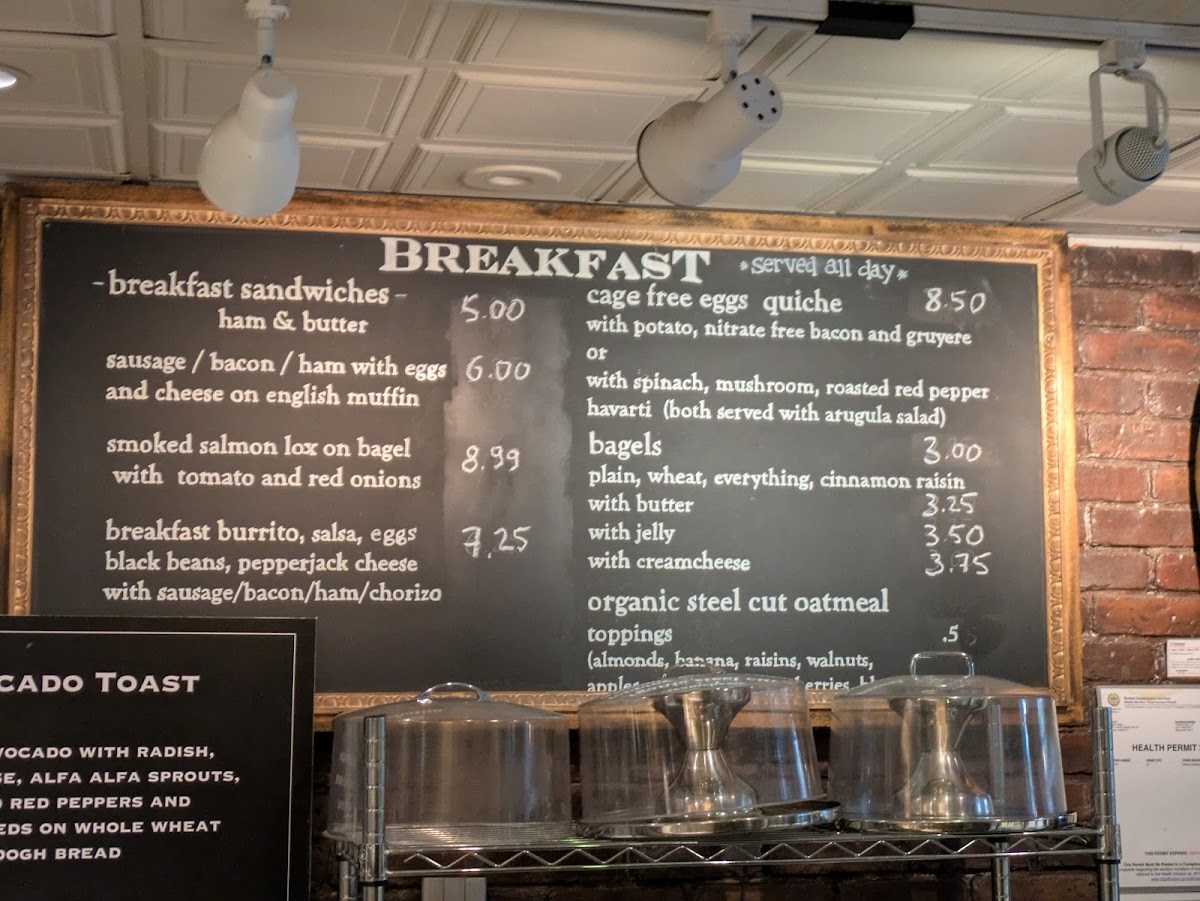 BREAKFAST *served all day*
-breakfast sandwiches-
ham & butter 5.00
sausage / bacon / ham with eggs 6.00
and cheese on english muffin
smoked salmon lox on bagel 8.99
with tomato and red onions
breakfast burrito, salsa, eggs 7.25
black beans, pepperjack cheese
with sausage/bacon/ham/chorizo
cage free eggs quiche 8.50
with potato, nitrate free bacon and gruyere
or
with spinach, mushroom, roasted red pepper
havarti (both served with arugula salad)
bagels 3.00
plain, wheat, everything, cinnamon raisin
with butter 3.25
with jelly 3.50
with creamcheese 3.75
organic steel cut oatmeal
toppings .5
(almonds, banana, raisins, walnuts,
CADO TOAST
VOCADO WITH RADISH,
SE, ALFA ALFA SPROUTS,
RED PEPPERS AND
EDS ON WHOLE WHEAT
DOGH BREAD
HEALTH PERMIT